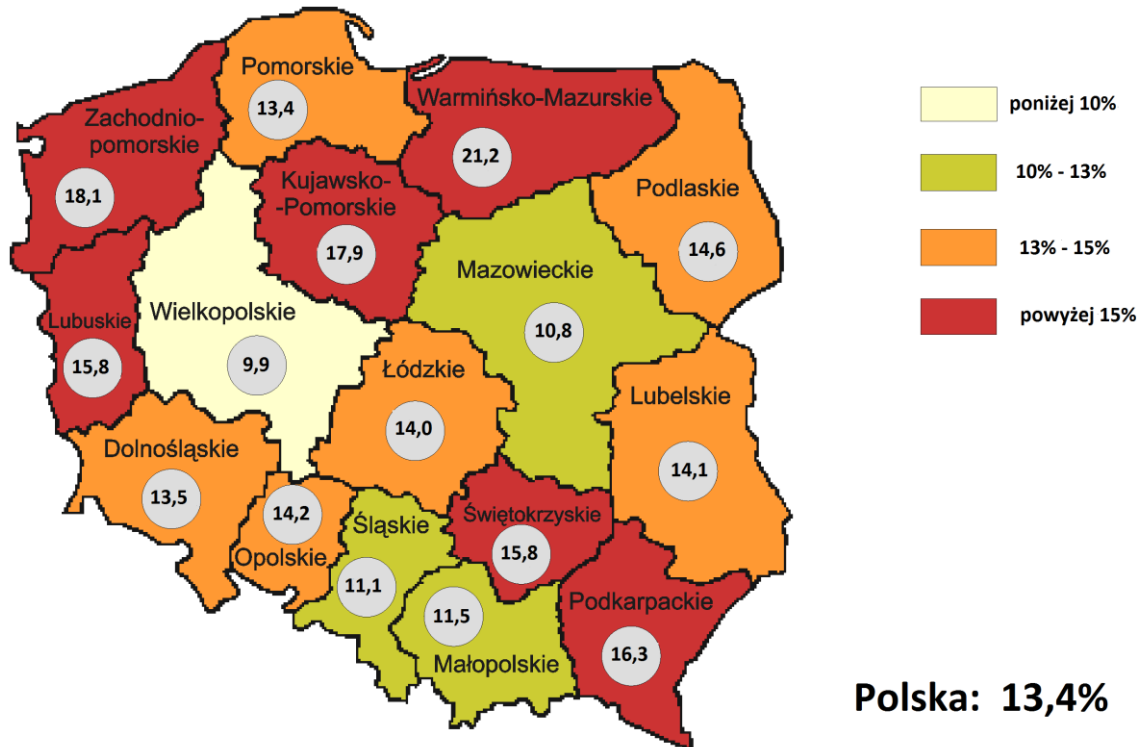 Pomorskie
13,4
Warmińsko-Mazurskie
21,2
Zachodnio-
pomorskie
18,1
Kujawsko-
-Pomorskie
17,9
Podlaskie
14,6
Mazowieckie
10,8
Lubuskie
15,8
Wielkopolskie
9,9
Łódzkie
14,0
Lubelskie
14,1
Dolnośląskie
13,5
14,2
Opolskie
Śląskie
11,1
Świętokrzyskie
15,8
11,5
Małopolskie
Podkarpackie
16,3
poniżej 10%
10% - 13%
13% - 15%
powyżej 15%
Polska: 13,4%